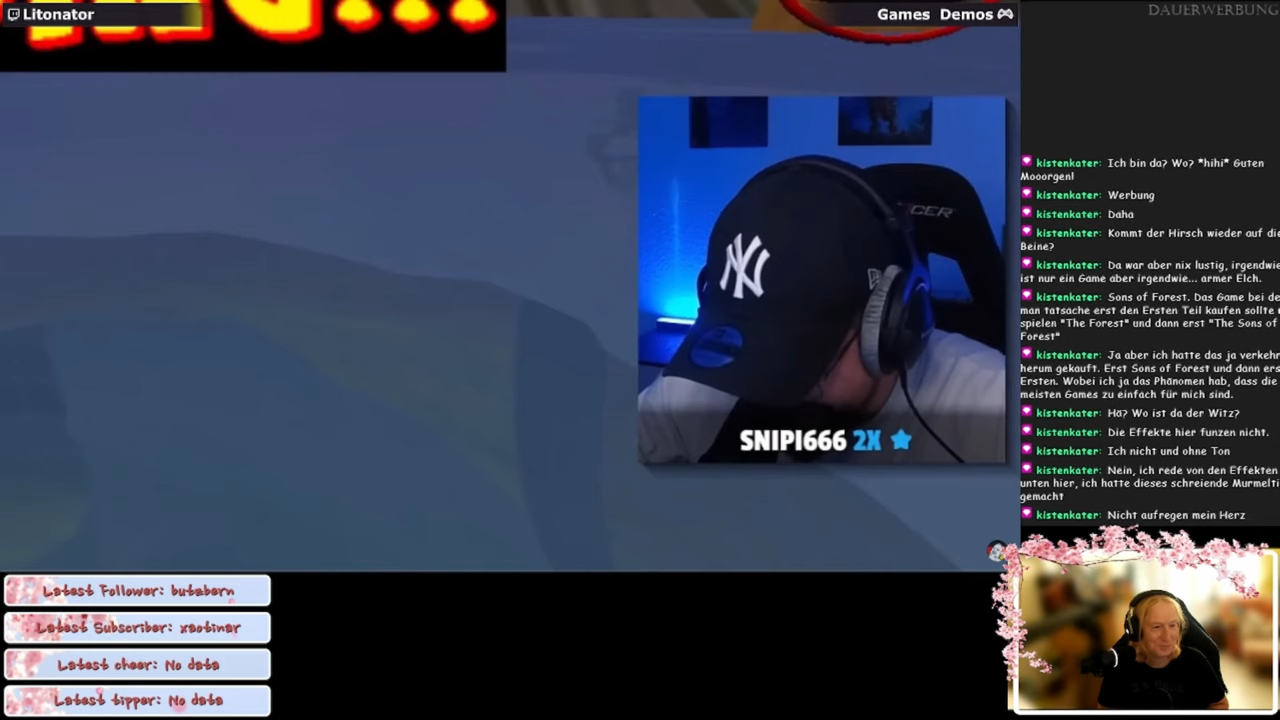 Litonator
Games Demos
DAUERWERBUNG
kistenkater: Ich bin da? Wo? *hihi* Guten
Mooorgen!
kistenkater: Werbung
kistenkater: Daha
kistenkater: Kommt der Hirsch wieder auf die
Beine?
kistenkater: Da war aber nix lustig, irgendwie
ist nur ein Game aber irgendwie... armer Elch.
kistenkater: Sons of Forest. Das Game bei de
man tatsache erst den Ersten Teil kaufen sollte
spielen "The Forest" und dann erst "The Sons of
Forest"
kistenkater: Ja aber ich hatte das ja verkehr
herum gekauft. Erst Sons of Forest und dann ers
Ersten. Wobei ich ja das Phänomen hab, dass die
meisten Games zu einfach für mich sind.
kistenkater: Hä? Wo ist da der Witz?
kistenkater: Die Effekte hier funzen nicht.
kistenkater: Ich nicht und ohne Ton
kistenkater: Nein, ich rede von den Effekten
unten hier, ich hatte dieses schreiende Murmelti
gemacht
kistenkater: Nicht aufregen mein Herz
NY
SNIPI666 2X
Latest Follower: butzbern
Latest Subscriber: xaotinar
Latest cheer: No data
Latest tipper: No data